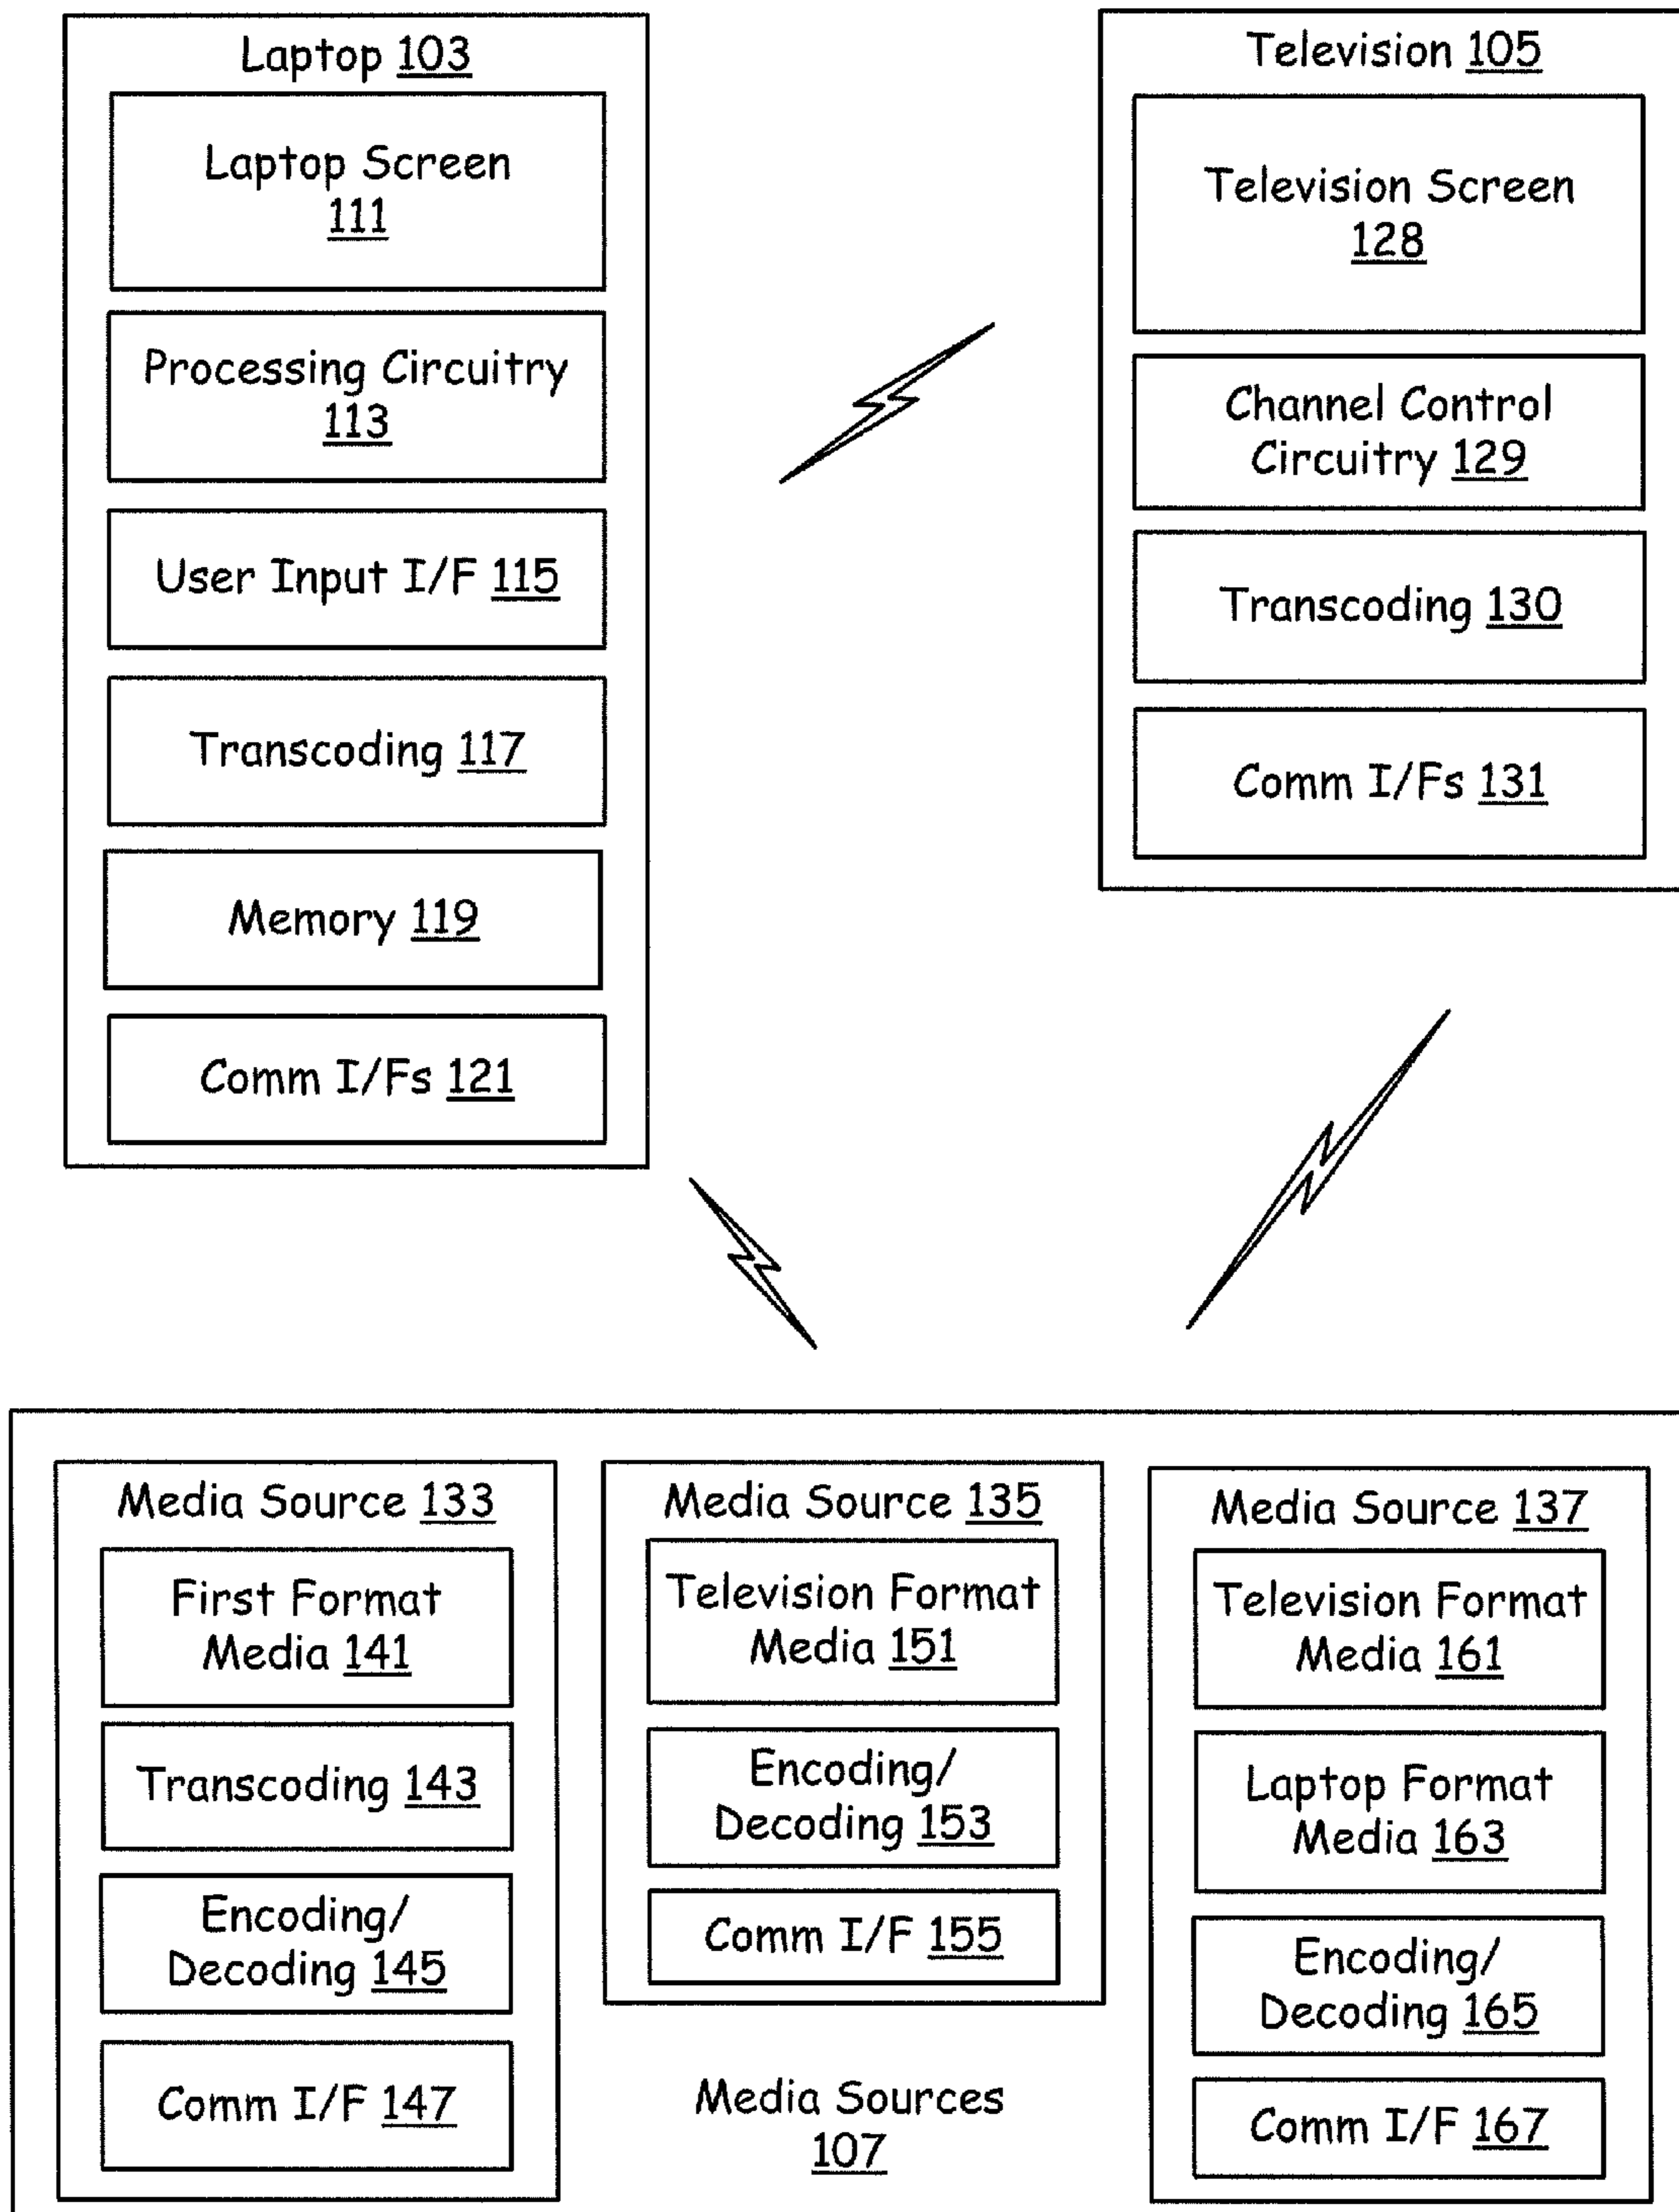 Laptop 103
Laptop Screen
111
Processing Circuitry
113
User Input I/F 115
Transcoding 117
Memory 119
Comm I/Fs 121
Television 105
Television Screen
128
Channel Control
Circuitry 129
Transcoding 130
Comm I/Fs 131
Media Source 133
First Format
Media 141
Transcoding 143
Encoding/
Decoding 145
Comm I/F 147
Media Source 135
Television Format
Media 151
Encoding/
Decoding 153
Comm I/F 155
Media Sources
107
Media Source 137
Television Format
Media 161
Laptop Format
Media 163
Encoding/
Decoding 165
Comm I/F 167